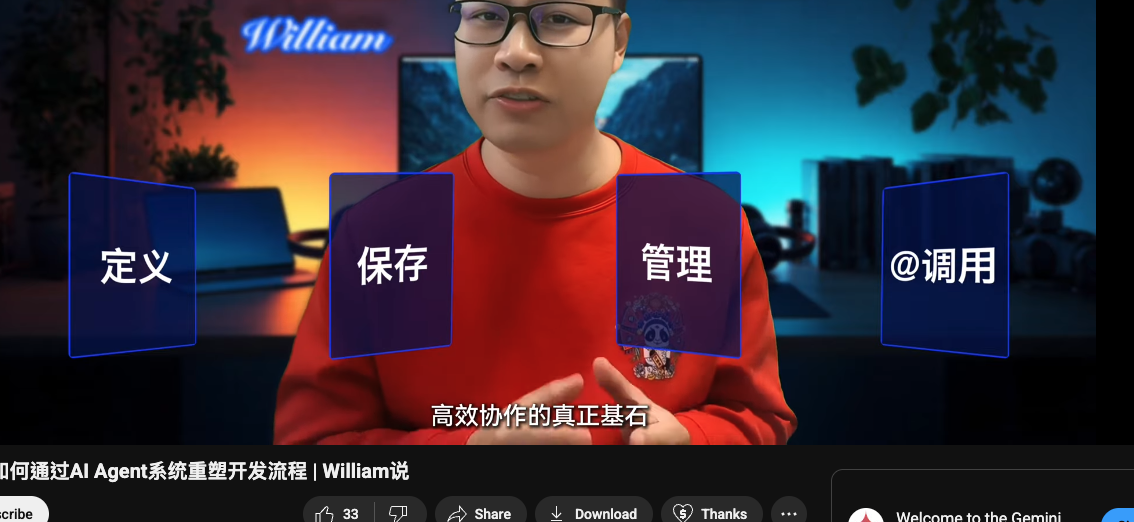 William
定义
保存
管理
@调用
高效协作的真正基石
如何通过AI Agent系统重塑开发流程 | William说
scribe
33
Share
Download
Thanks
Welcome to the Gemini